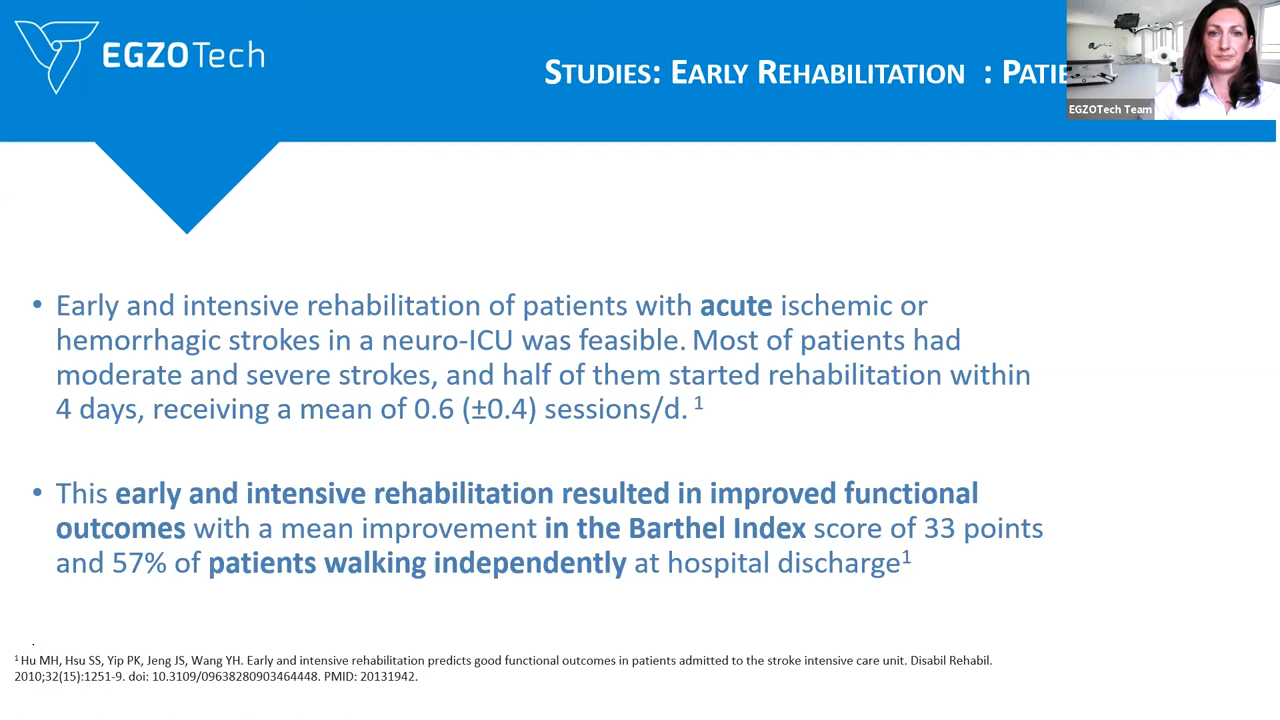 EGZOTech
STUDIES: EARLY REHABILITATION : PATIE
EGZOTech Team
• Early and intensive rehabilitation of patients with acute ischemic or
hemorrhagic strokes in a neuro-ICU was feasible. Most of patients had
moderate and severe strokes, and half of them started rehabilitation within
4 days, receiving a mean of 0.6 (±0.4) sessions/d. 1
• This early and intensive rehabilitation resulted in improved functional
outcomes with a mean improvement in the Barthel Index score of 33 points
and 57% of patients walking independently at hospital discharge1
.
1 Hu MH, Hsu SS, Yip PK, Jeng JS, Wang YH. Early and intensive rehabilitation predicts good functional outcomes in patients admitted to the stroke intensive care unit. Disabil Rehabil.
2010;32(15):1251-9. doi: 10.3109/09638280903464448. PMID: 20131942.